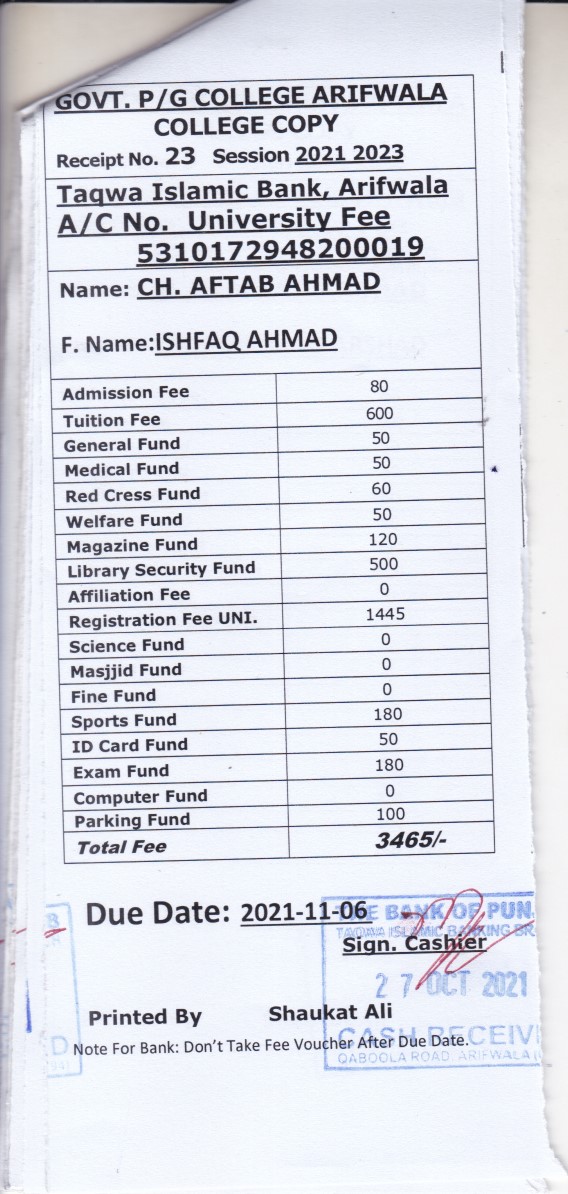 GOVT. P/G COLLEGE ARIFWALA
COLLEGE COPY
Receipt No. 23 Session 2021 2023
Taqwa Islamic Bank, Arifwala
A/C No. University Fee
5310172948200019
Name: CH. AFTAB AHMAD
F. Name:ISHFAQ AHMAD
Admission Fee 80
Tuition Fee 600
General Fund 50
Medical Fund 50
Red Cress Fund 60
Welfare Fund 50
Magazine Fund 120
Library Security Fund 500
Affiliation Fee 0
Registration Fee UNI. 1445
Science Fund 0
Masjjid Fund 0
Fine Fund 0
Sports Fund 180
ID Card Fund 50
Exam Fund 180
Computer Fund 0
Parking Fund 100
Total Fee 3465/-
Due Date: 2021-11-06
THE BANK OF PUN
TAQWA ISLAMIC BANKING BR
Sign. Cashier
27 OCT 2021
Printed By Shaukat Ali
CASH RECEIV
Note For Bank: Don't Take Fee Voucher After Due Date.
QABOOLA ROAD ARIFWALA